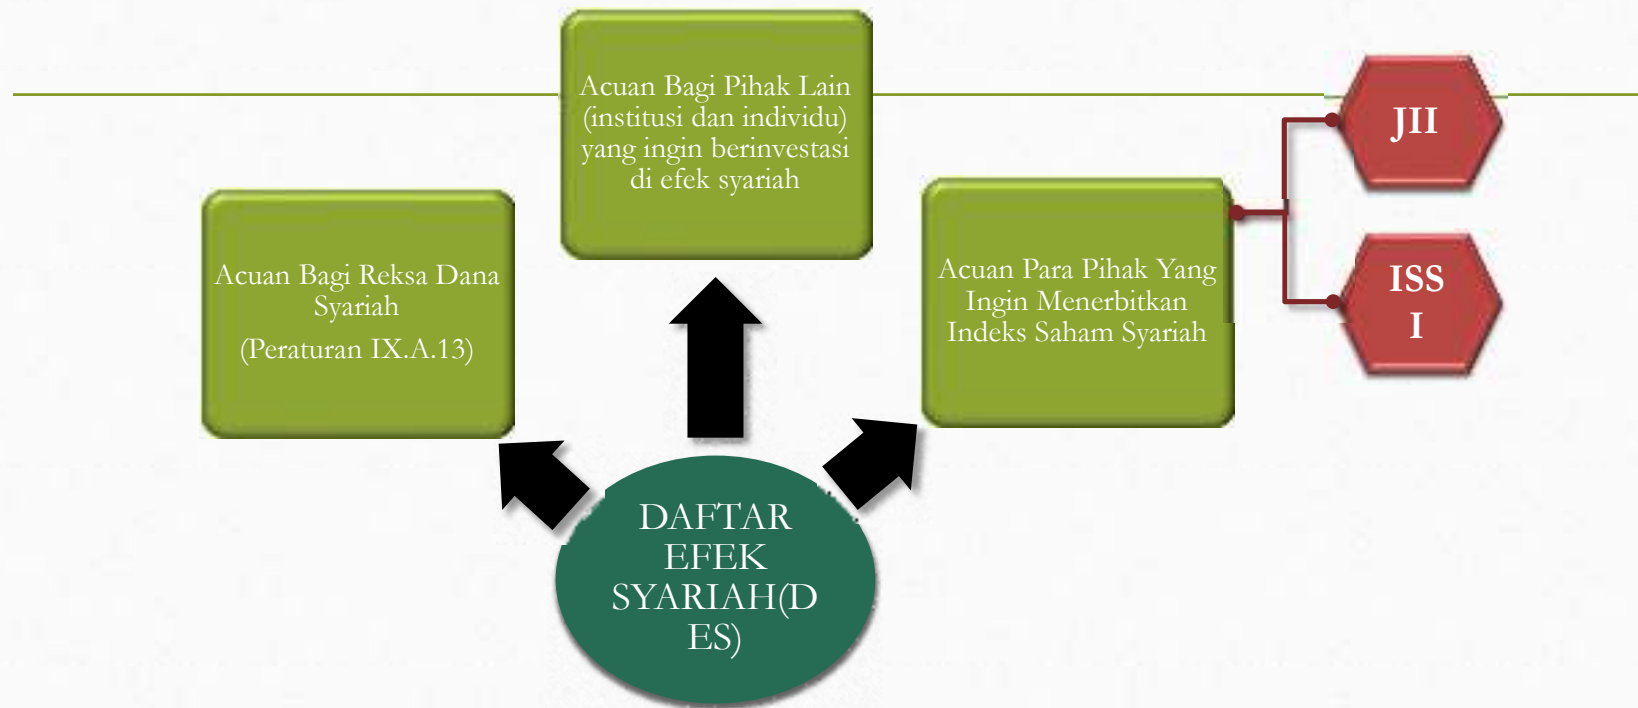 Acuan Bagi Pihak Lain
(institusi dan individu)
yang ingin berinvestasi
di efek syariah
JII
Acuan Bagi Reksa Dana
Syariah
(Peraturan IX.A.13)
Acuan Para Pihak Yang
Ingin Menerbitkan
Indeks Saham Syariah
ISS
I
DAFTAR
EFEK
SYARIAH(D
ES)